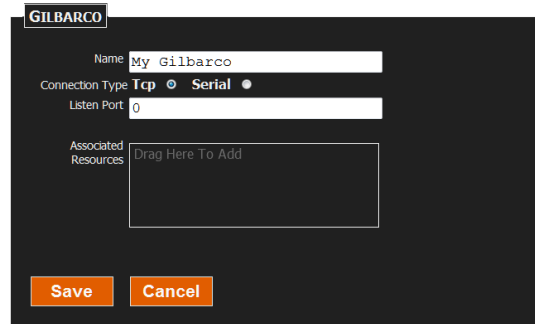 GILBARCO
Name My Gilbarco
Connection Type Tcp Serial
Listen Port 0
Associated
Resources
Drag Here To Add
Save Cancel